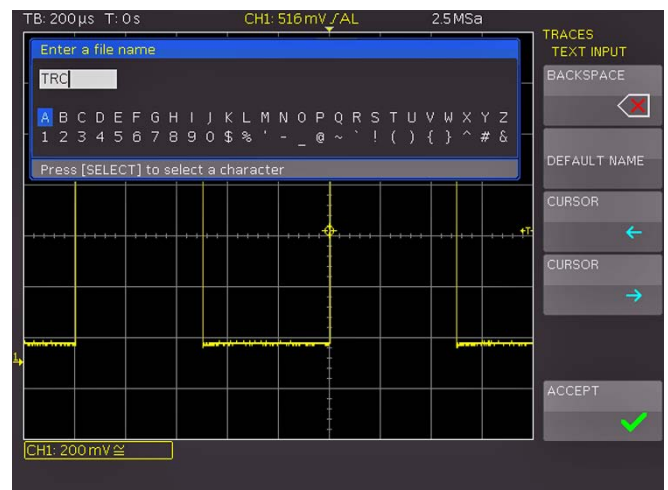 TB: 200µs T: 0s CH1: 516mV / AL 2.5MSa
TRACES
TEXT INPUT
Enter a file name
TRC
A B C D E F G H I J K L M N O P Q R S T U V W X Y Z
1 2 3 4 5 6 7 8 9 0 $ % ' - _ @ ~ ` ! ( ) { } ^ # &
Press [SELECT] to select a character
BACKSPACE
DEFAULT NAME
CURSOR
←
CURSOR
→
T
1
ACCEPT
CH1: 200mV ≅